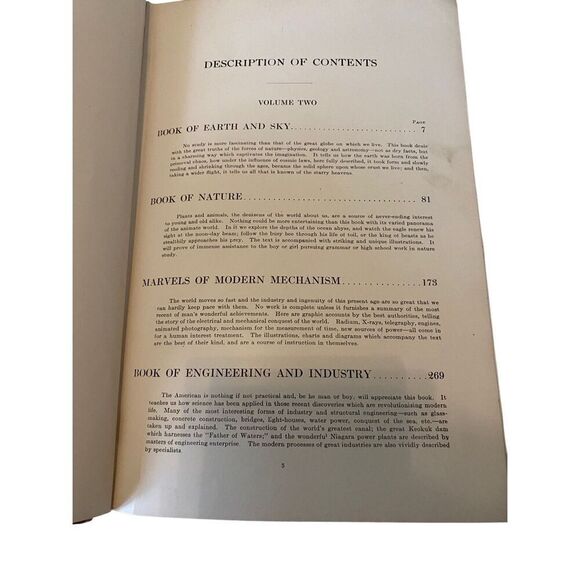 DESCRIPTION OF CONTENTS
VOLUME TWO
PAGE
BOOK OF EARTH AND SKY 7
No study is more fascinating than that of the great globe on which we live. This book deals
with the great truths of the forces of nature—physics, geology and astronomy—not as dry facts, but
in a charming way which captivates the imagination. It tells us how the earth was born from the
primeval chaos, how under the influence of cosmic laws, here fully described, it took form and slowly
cooling and shrinking through the ages, became the solid sphere upon whose crust we live; and then,
taking a wider flight, it tells us all that is known of the starry heavens.
BOOK OF NATURE 81
Plants and animals, the denizens of the world about us, are a source of never-ending interest
to young and old alike. Nothing could be more entertaining than this book with its varied panorama
of the animate world. In it we explore the depths of the ocean abyss, and watch the eagle renew his
sight at the noon-day beam; follow the busy bee through his life of toil, or the king of beasts as he
stealthily approaches his prey. The text is accompanied with striking and unique illustrations. It
will prove of immense assistance to the boy or girl pursuing grammar or high school work in nature
study.
MARVELS OF MODERN MECHANISM 173
The world moves so fast and the industry and ingenuity of this present age are so great that we
can hardly keep pace with them. No work is complete unless it furnishes a summary of the most
recent of man's wonderful achievements. Here are graphic accounts by the best authorities, telling
the story of the electrical and mechanical conquest of the world. Radium, X-rays, telegraphy, engines,
animated photography, mechanism for the measurement of time, new sources of power—all come in
for a human interest treatment. The illustrations, charts and diagrams which accompany the text
are the best of their kind, and are a course of instruction in themselves.
BOOK OF ENGINEERING AND INDUSTRY 269
The American is nothing if not practical and, be he man or boy, will appreciate this book. It
teaches us how science has been applied in those recent discoveries which are revolutionising modern
life. Many of the most interesting forms of industry and structural engineering—such as glass-
making, concrete construction, bridges, light-houses, water power, conquest of the sea, etc.—are
taken up and explained. The construction of the world's greatest canal; the great Keokuk dam
which harnesses the "Father of Waters;" and the wonderful Niagara power plants are described by
masters of engineering enterprise. The modern processes of great industries are also vividly described
by specialists
5